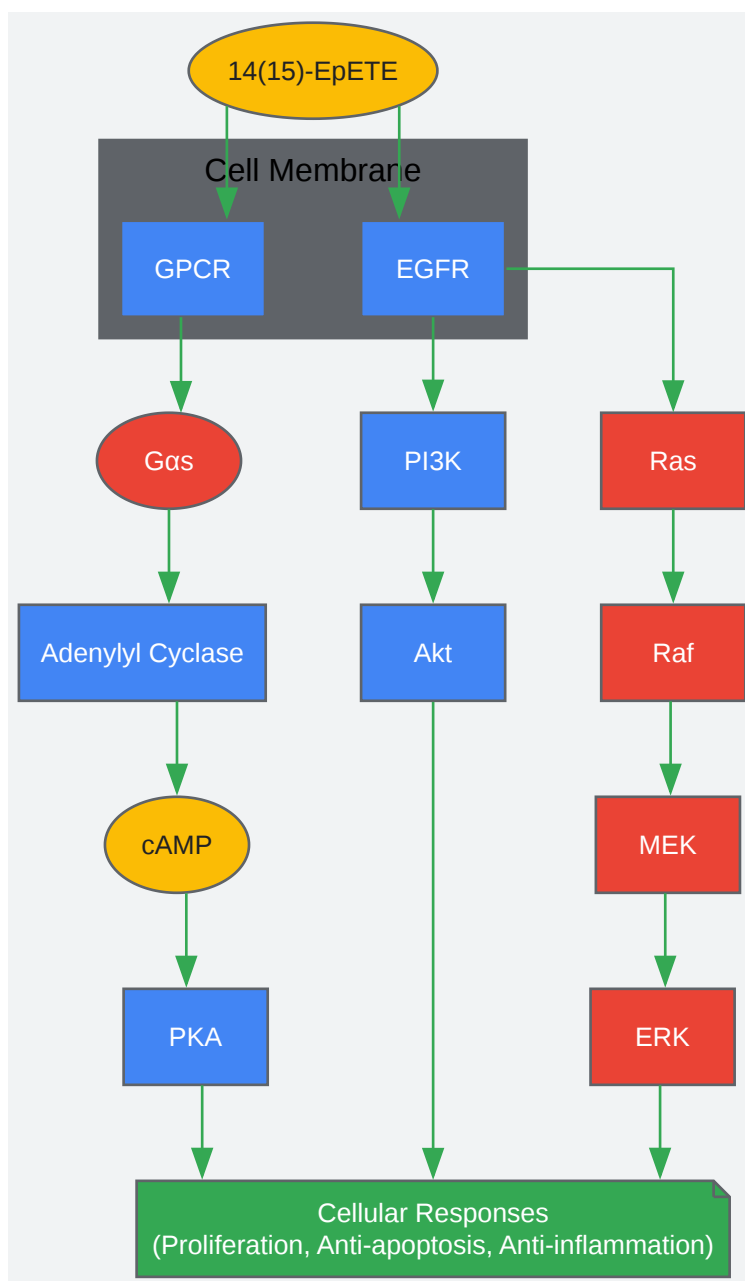 14(15)-EpETE
Cell Membrane
GPCR
EGFR
Gαs
PI3K
Ras
Adenylyl Cyclase
Akt
Raf
cAMP
MEK
PKA
ERK
Cellular Responses
(Proliferation, Anti-apoptosis, Anti-inflammation)